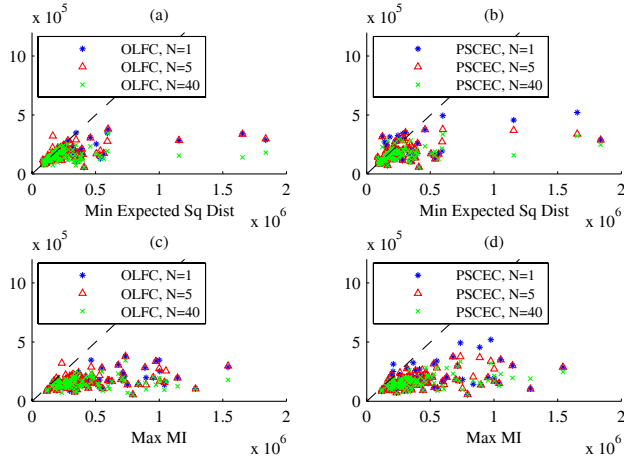 x 10^5 (a)
10
5
0
OLFC, N=1
OLFC, N=5
OLFC, N=40
0 0.5 1 1.5 2
Min Expected Sq Dist
x 10^6
x 10^5 (b)
10
5
0
PSCEC, N=1
PSCEC, N=5
PSCEC, N=40
0 0.5 1 1.5 2
Min Expected Sq Dist
x 10^6
x 10^5 (c)
10
5
0
OLFC, N=1
OLFC, N=5
OLFC, N=40
0 0.5 1 1.5 2
Max MI
x 10^6
x 10^5 (d)
10
5
0
PSCEC, N=1
PSCEC, N=5
PSCEC, N=40
0 0.5 1 1.5 2
Max MI
x 10^6